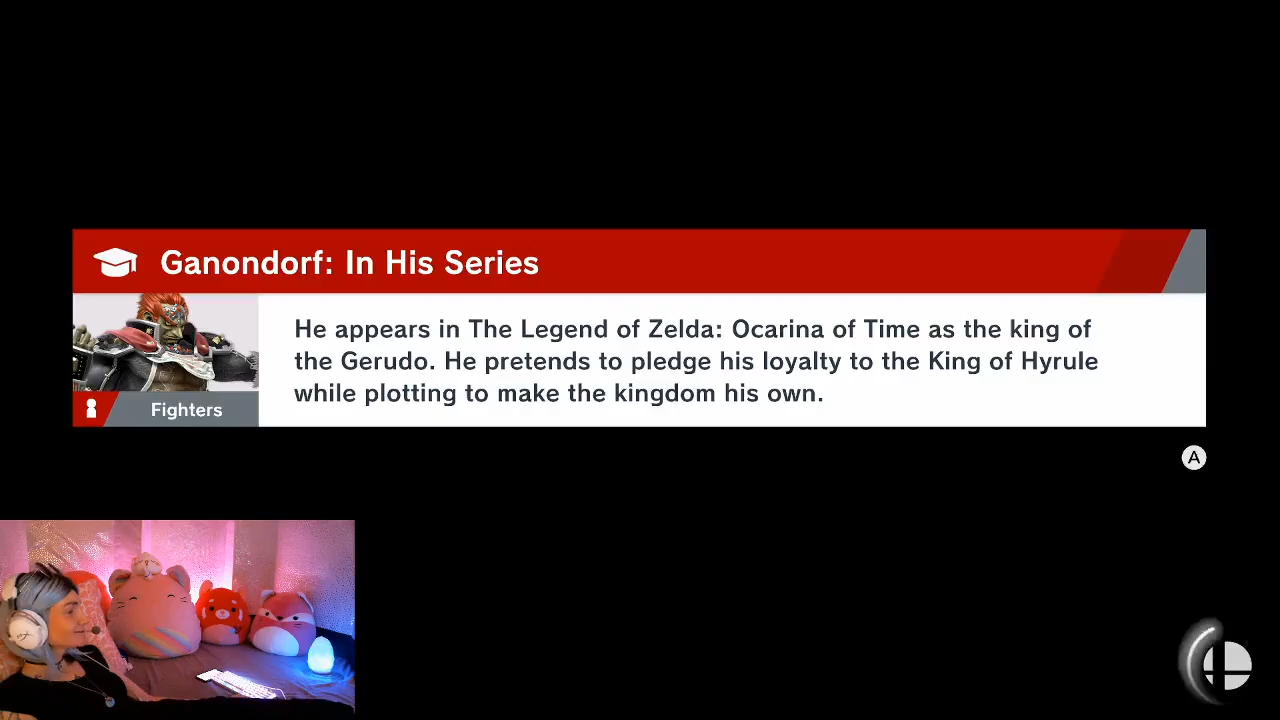 Ganondorf: In His Series
He appears in The Legend of Zelda: Ocarina of Time as the king of
the Gerudo. He pretends to pledge his loyalty to the King of Hyrule
while plotting to make the kingdom his own.
Fighters
A